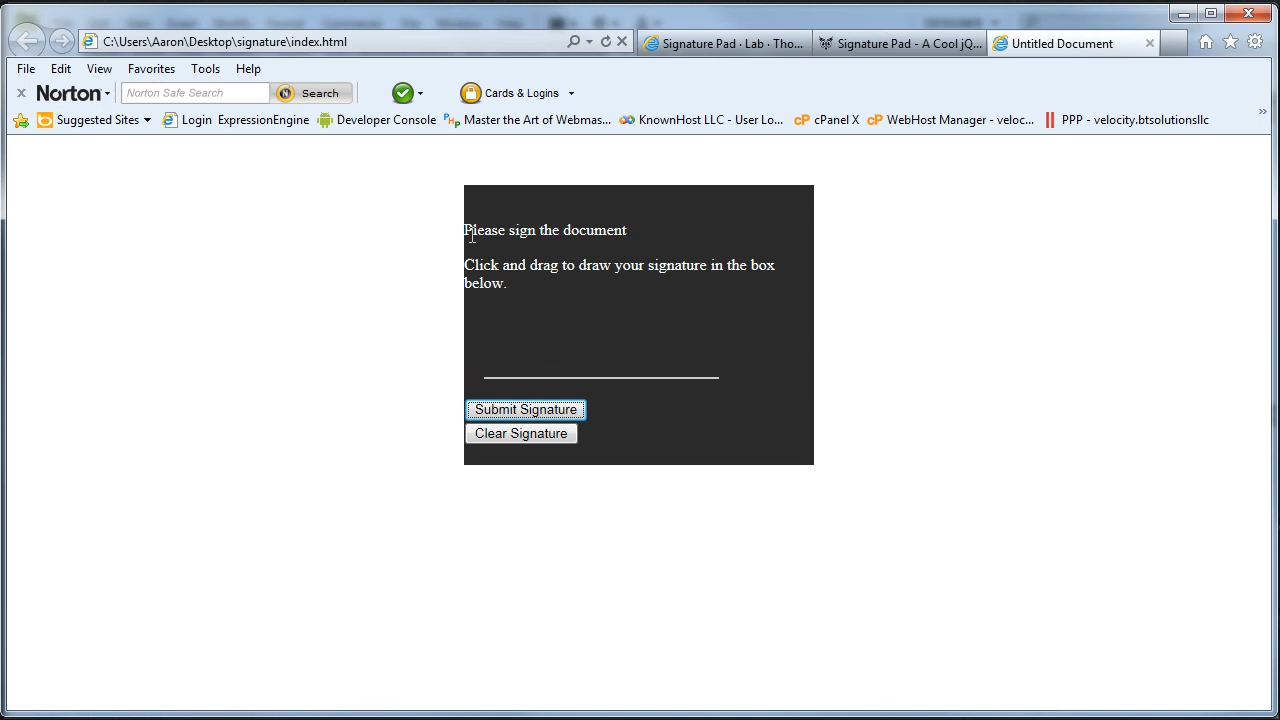 C:\Users\Aaron\Desktop\signature\index.html
Signature Pad · Lab · Tho...
Signature Pad - A Cool jQ...
Untitled Document
File Edit View Favorites Tools Help
Norton Norton Safe Search Search Cards & Logins
Suggested Sites Login ExpressionEngine Developer Console Master the Art of Webmas... KnownHost LLC - User Lo... cPanel X WebHost Manager - veloc... PPP - velocity.btsolutionsllc
Please sign the document
Click and drag to draw your signature in the box
below.
Submit Signature
Clear Signature